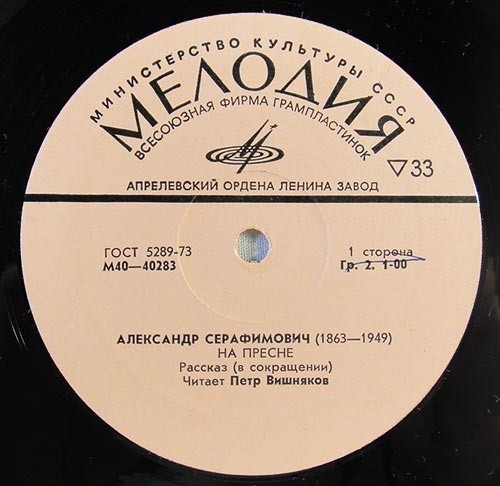 МИНИСТЕРСТВО КУЛЬТУРЫ СССР
МЕЛОДИЯ
ВСЕСОЮЗНАЯ ФИРМА ГРАМПЛАСТИНОК
▽33
АПРЕЛЕВСКИЙ ОРДЕНА ЛЕНИНА ЗАВОД
ГОСТ 5289-73
М40—40283
1 сторона
Гр. 2. 1-00
АЛЕКСАНДР СЕРАФИМОВИЧ (1863—1949)
НА ПРЕСНЕ
Рассказ (в сокращении)
Читает Петр Вишняков